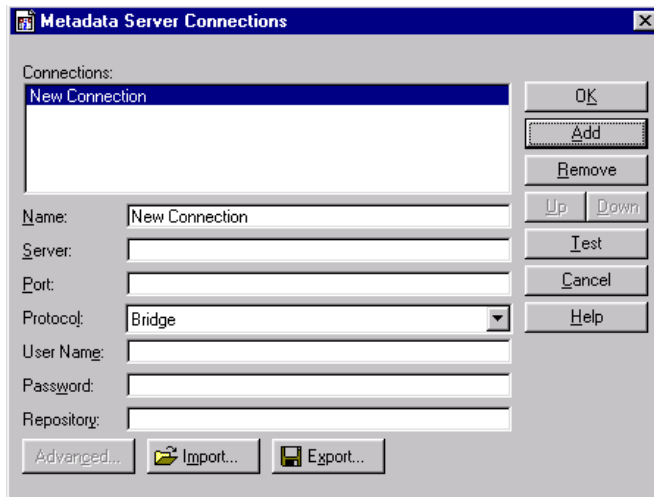 Metadata Server Connections
Connections:
New Connection
OK
Add
Remove
Up Down
Name: New Connection
Server:
Test
Port:
Cancel
Protocol: Bridge
Help
User Name:
Password:
Repository:
Advanced... Import... Export...